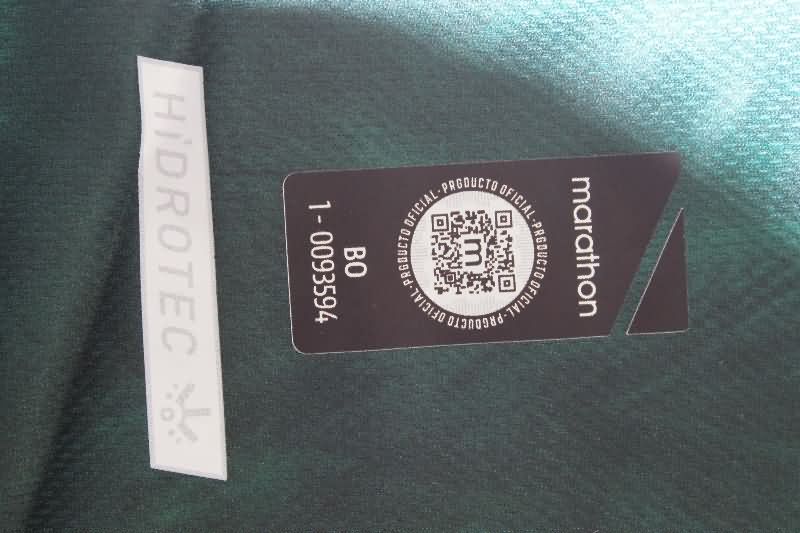 HiDROTEC
marathon
PRODUCTO OFICIAL·PRODUCTO OFICIAL·PRODUCTO OFICIAL·PRODUCTO OFICIAL·
m
BO
1 - 0093594